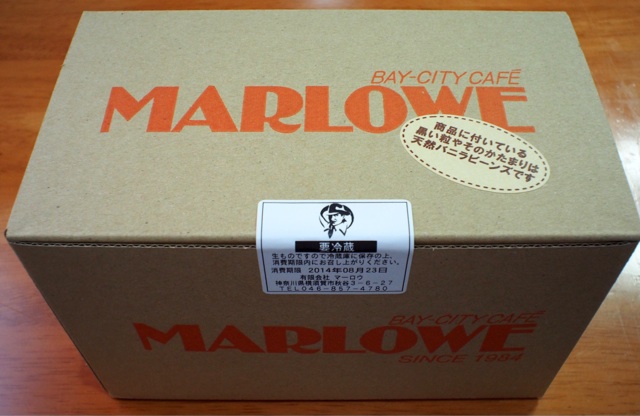 BAY-CITY CAFÉ
MARLOWE
商品に付いている
黒い粒やそのかたまりは
天然バニラビーンズです
要冷蔵
生ものですので冷蔵庫に保存の上、
消費期限内にお召し上がりください。
消費期限 2014年08月23日
有限会社 マーロウ
神奈川県横須賀市秋谷3-6-27
TEL046-857-4780
BAY-CITY CAFÉ
MARLOWE
SINCE 1984